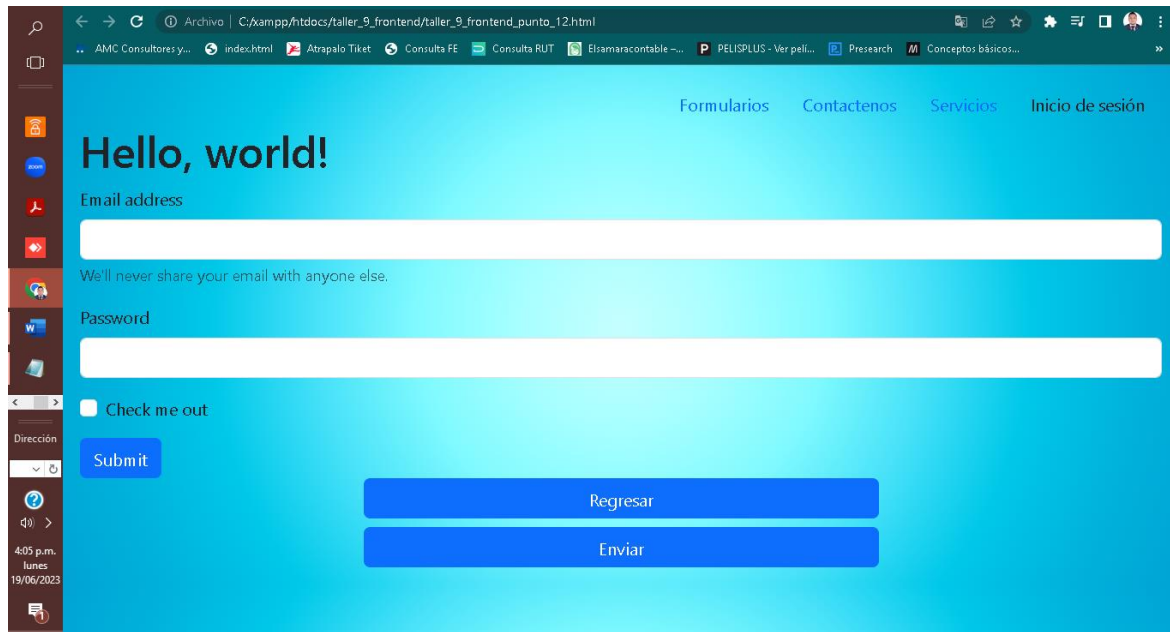 Archivo | C:/xampp/htdocs/taller_9_frontend/taller_9_frontend_punto_12.html
AMC Consultores y... index.html Atrapalo Tiket Consulta FE Consulta RUT Elsamaracontable –... PELISPLUS - Ver pelí... Presearch Conceptos básicos... »
Formularios Contactenos Servicios Inicio de sesión
Hello, world!
Email address
We'll never share your email with anyone else.
Password
Check me out
Submit
Regresar
Enviar
zoom
Dirección
4:05 p.m.
lunes
19/06/2023
1